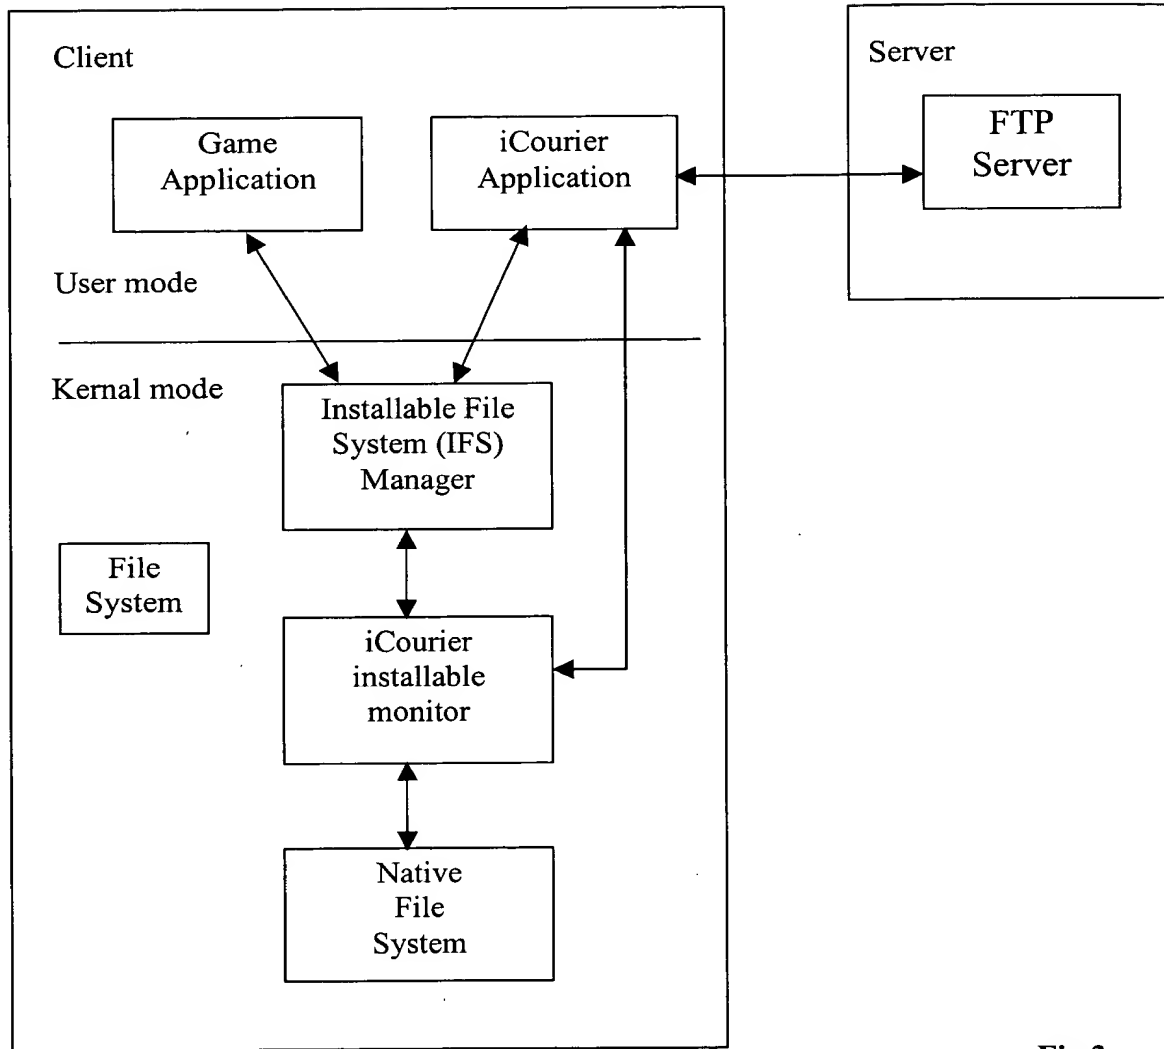 Client
Server
Game
Application
iCourier
Application
FTP
Server
User mode
Kernal mode
Installable File
System (IFS)
Manager
File
System
iCourier
installable
monitor
Native
File
System